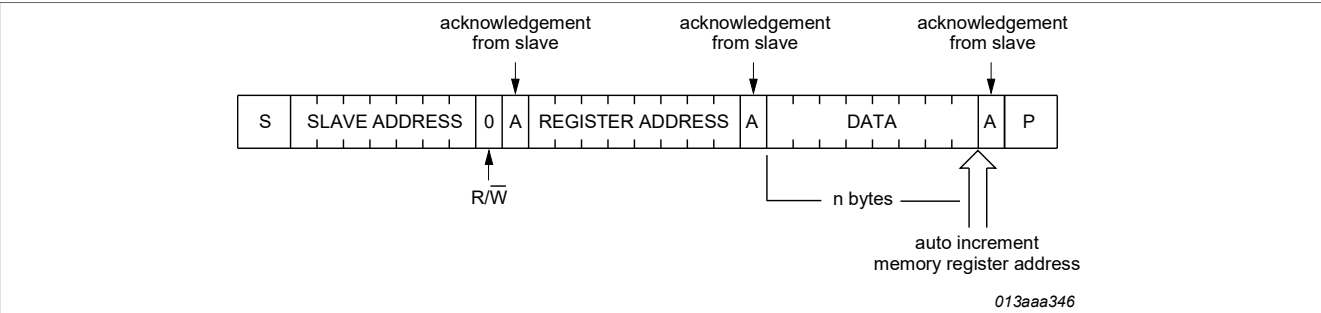 acknowledgement
from slave
acknowledgement
from slave
acknowledgement
from slave
S SLAVE ADDRESS 0 A REGISTER ADDRESS A DATA A P
R/W̅
n bytes
auto increment
memory register address
013aaa346